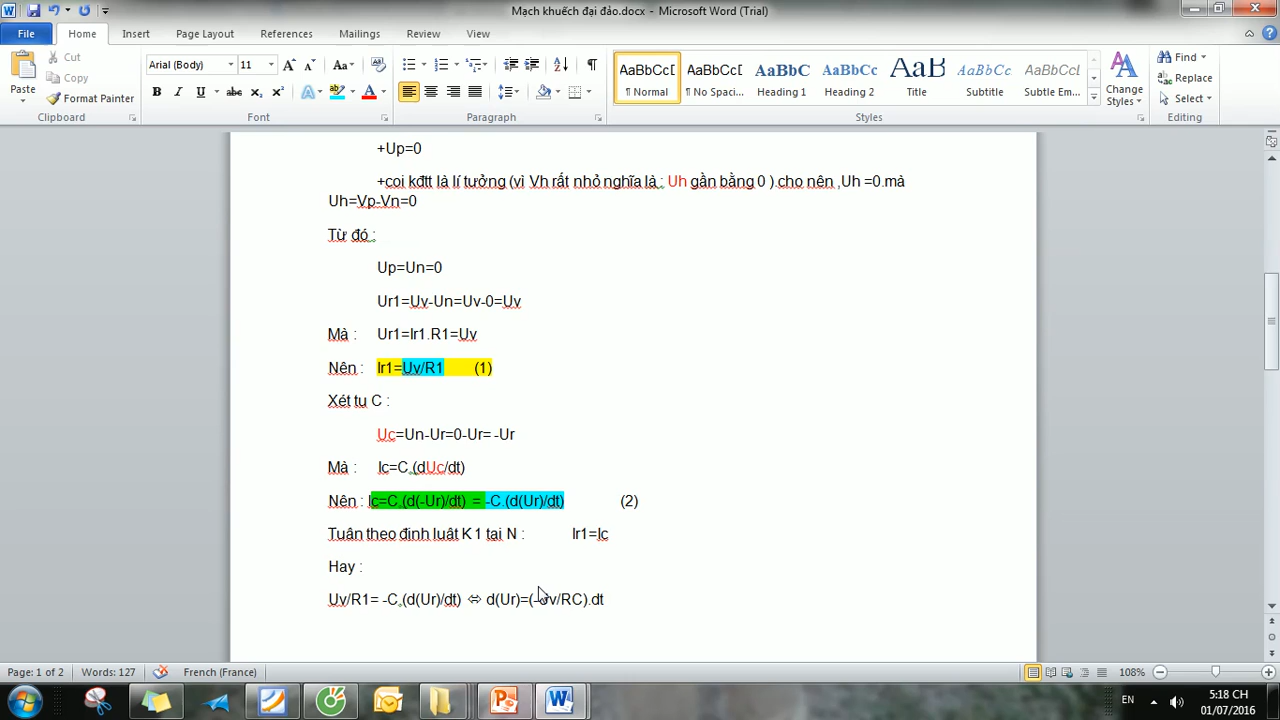 Mạch khuếch đại đảo.docx - Microsoft Word (Trial)
File Home Insert Page Layout References Mailings Review View
Paste
Cut
Copy
Format Painter
Clipboard
Arial (Body) 11
Font
Paragraph
AaBbCcD AaBbCcD AaBbC AaBbCc AaB AaBbCcL AaBbCcD
¶ Normal ¶ No Spaci... Heading 1 Heading 2 Title Subtitle Subtle Em...
Change Styles
Styles
Find
Replace
Select
Editing
+Up=0
+coi kđtt là lí tưởng (vì Vh rất nhỏ nghĩa là : Uh gần bằng 0 ).cho nên ,Uh =0.mà
Uh=Vp-Vn=0
Từ đó :
Up=Un=0
Ur1=Uv-Un=Uv-0=Uv
Mà : Ur1=Ir1.R1=Uv
Nên : Ir1=Uv/R1 (1)
Xét tụ C :
Uc=Un-Ur=0-Ur= -Ur
Mà : Ic=C.(dUc/dt)
Nên : Ic=C.(d(-Ur)/dt) = -C.(d(Ur)/dt) (2)
Tuân theo định luật K 1 tại N : Ir1=Ic
Hay :
Uv/R1= -C.(d(Ur)/dt) ⇔ d(Ur)=(-Uv/RC).dt
Page: 1 of 2 Words: 127 French (France) 108%
EN 5:18 CH
01/07/2016